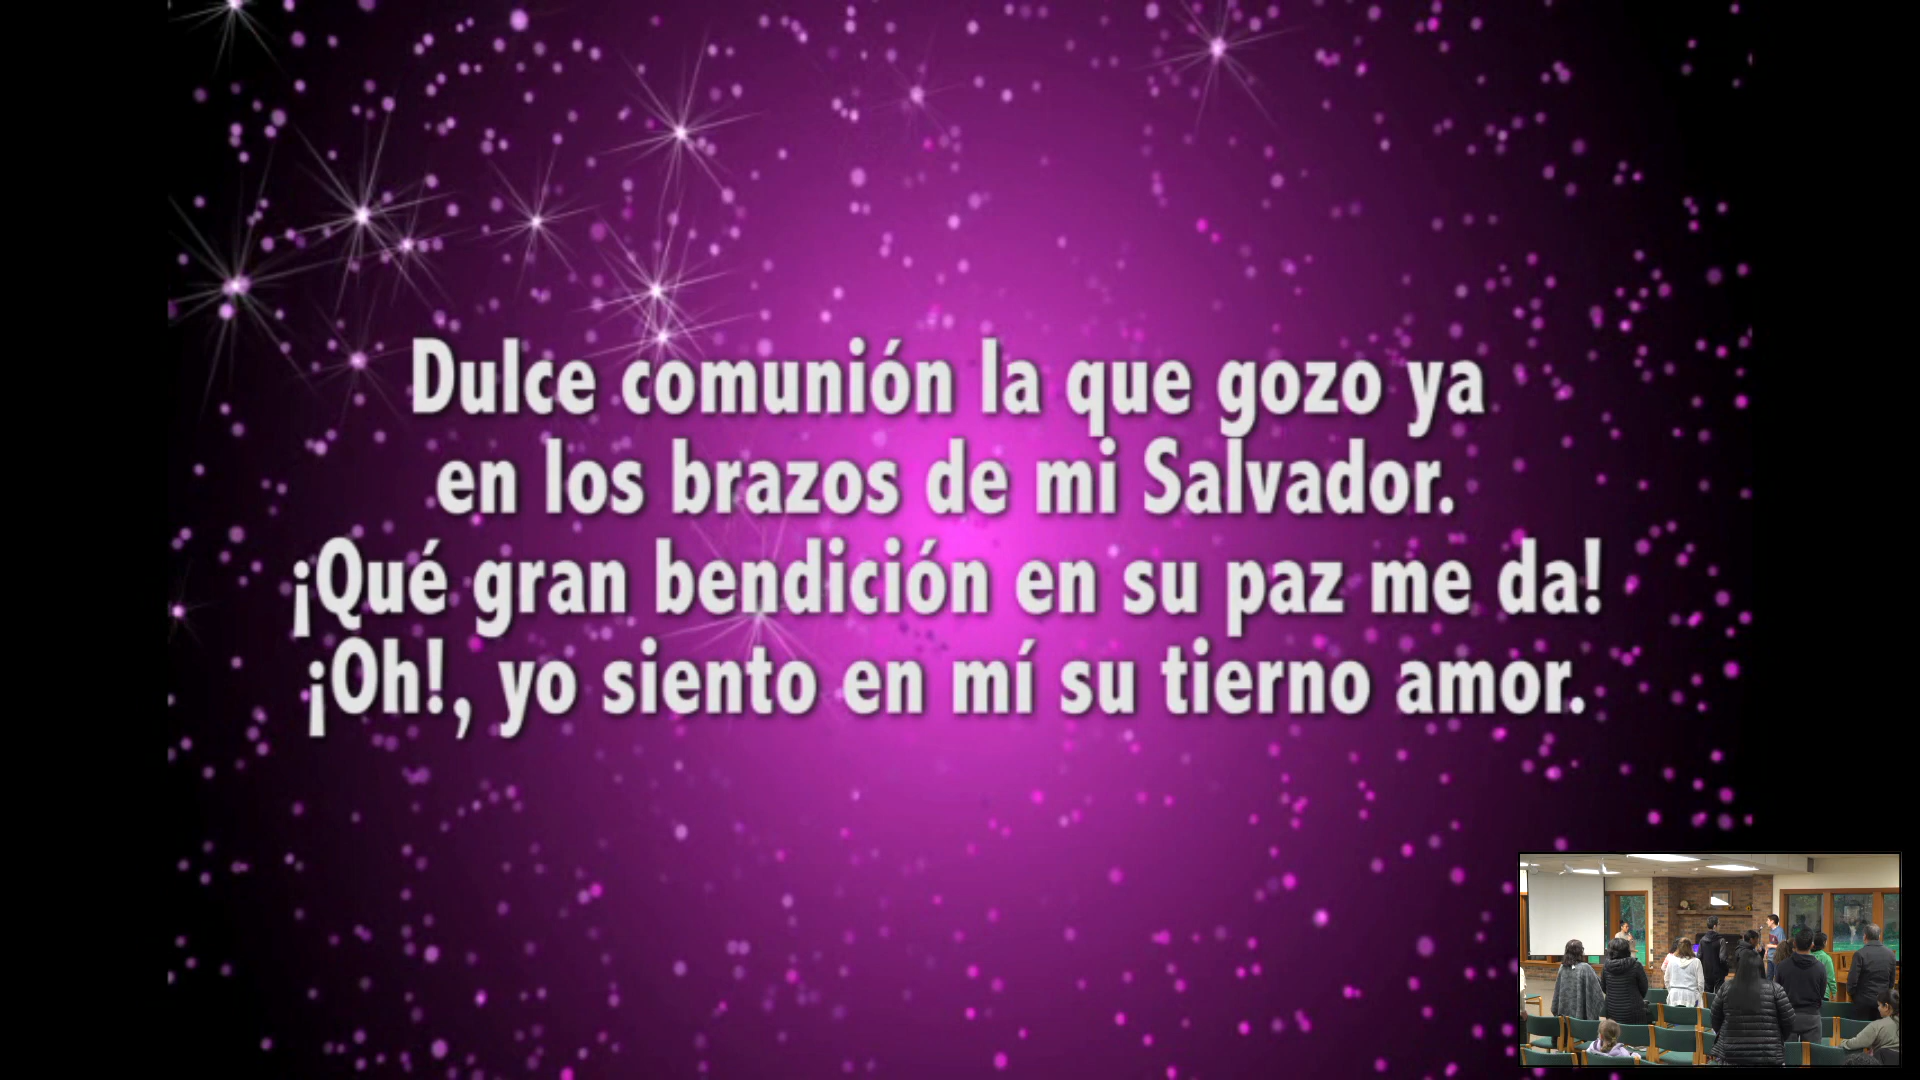 Dulce comunión la que gozo ya
en los brazos de mi Salvador.
¡Qué gran bendición en su paz me da!
¡Oh!, yo siento en mí su tierno amor.